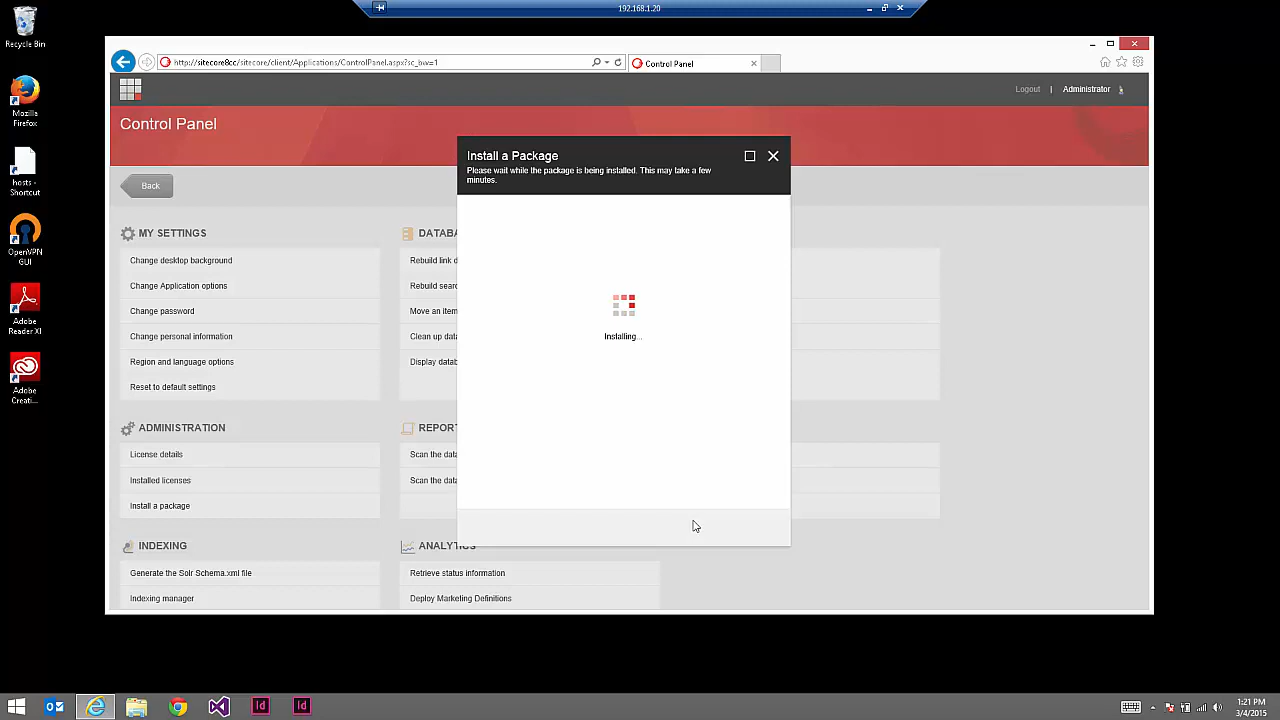 192.168.1.20
Recycle Bin
Mozilla
Firefox
hosts -
Shortcut
OpenVPN
GUI
Adobe
Reader XI
Adobe
Creati...
http://sitecore8cc/sitecore/client/Applications/ControlPanel.aspx?sc_bw=1
Control Panel
Logout | Administrator
Control Panel
Back
Install a Package
Please wait while the package is being installed. This may take a few
minutes.
Installing...
MY SETTINGS
Change desktop background
Change Application options
Change password
Change personal information
Region and language options
Reset to default settings
DATABA
Rebuild link d
Rebuild sear
Move an item
Clean up data
Display datab
ADMINISTRATION
License details
Installed licenses
Install a package
REPOR
Scan the data
Scan the data
INDEXING
Generate the Solr Schema.xml file
Indexing manager
ANALYTICS
Retrieve status information
Deploy Marketing Definitions
Id
Id
1:21 PM
3/4/2015